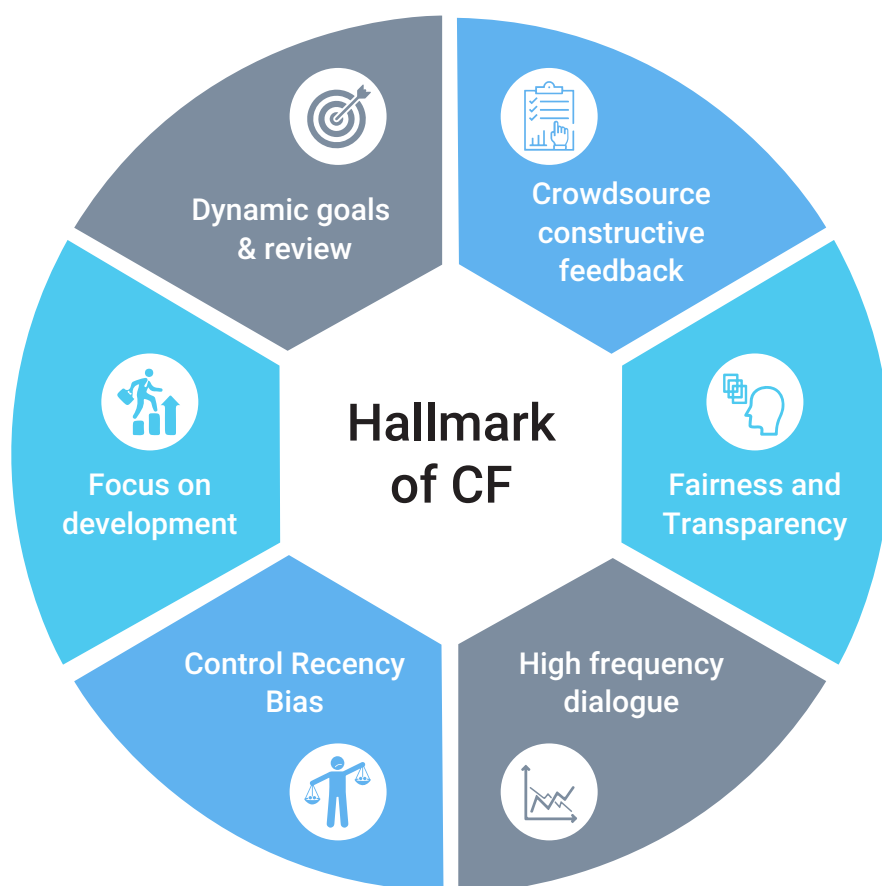 Dynamic goals
& review
Crowdsource
constructive
feedback
Focus on
development
Hallmark
of CF
Fairness and
Transparency
Control Recency
Bias
High frequency
dialogue